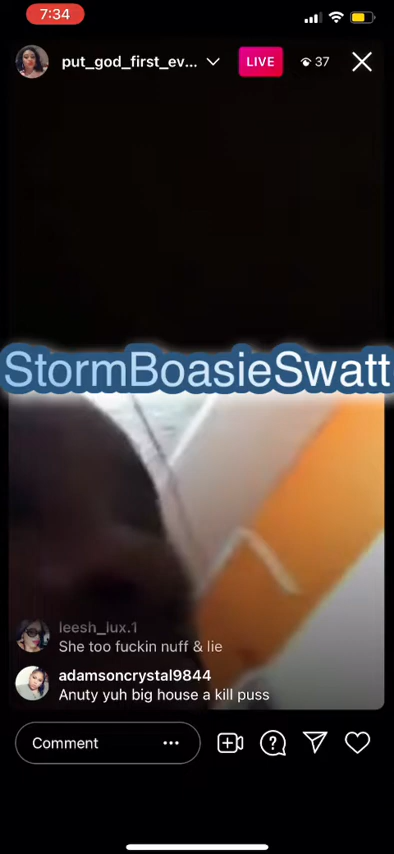 7:34
put_god_first_ev...
LIVE
37
StormBoasieSwatt
leesh_lux.1
She too fuckin nuff & lie
adamsoncrystal9844
Anuty yuh big house a kill puss
Comment